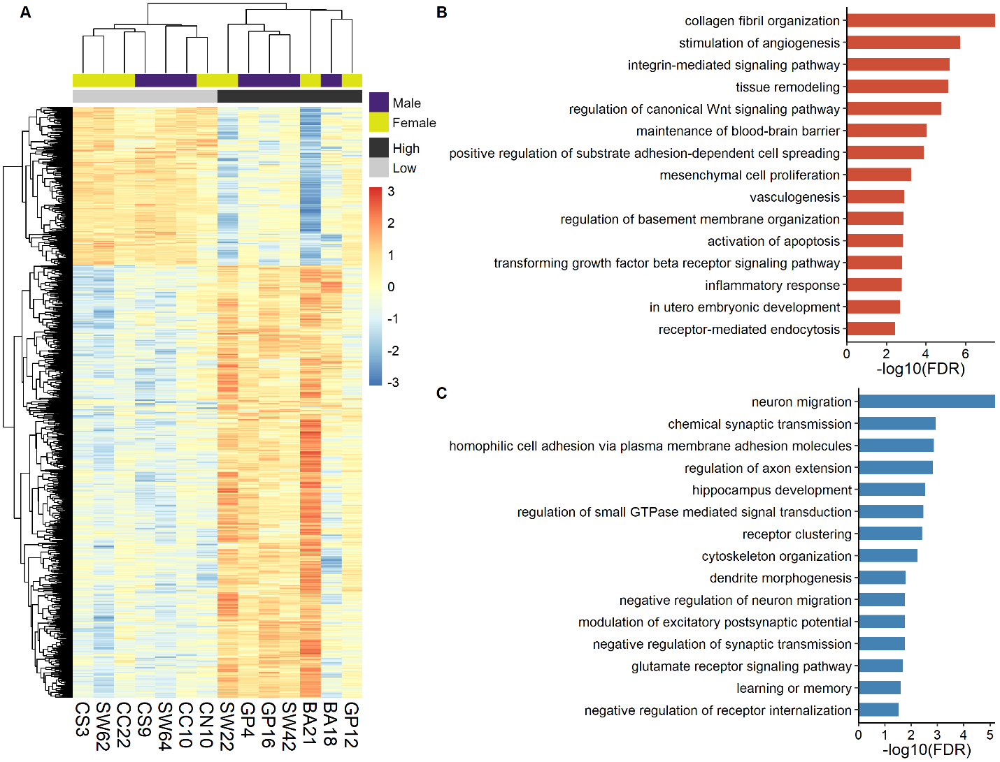 A
Male
Female
High
Low
3
2
1
0
-1
-2
-3
CS3
SW62
CC22
CS9
SW64
CC10
CN10
SW22
GP4
GP16
SW42
BA21
BA18
GP12
B
collagen fibril organization
stimulation of angiogenesis
integrin-mediated signaling pathway
tissue remodeling
regulation of canonical Wnt signaling pathway
maintenance of blood-brain barrier
positive regulation of substrate adhesion-dependent cell spreading
mesenchymal cell proliferation
vasculogenesis
regulation of basement membrane organization
activation of apoptosis
transforming growth factor beta receptor signaling pathway
inflammatory response
in utero embryonic development
receptor-mediated endocytosis
0 2 4 6
-log10(FDR)
C
neuron migration
chemical synaptic transmission
homophilic cell adhesion via plasma membrane adhesion molecules
regulation of axon extension
hippocampus development
regulation of small GTPase mediated signal transduction
receptor clustering
cytoskeleton organization
dendrite morphogenesis
negative regulation of neuron migration
modulation of excitatory postsynaptic potential
negative regulation of synaptic transmission
glutamate receptor signaling pathway
learning or memory
negative regulation of receptor internalization
0 1 2 3 4 5
-log10(FDR)